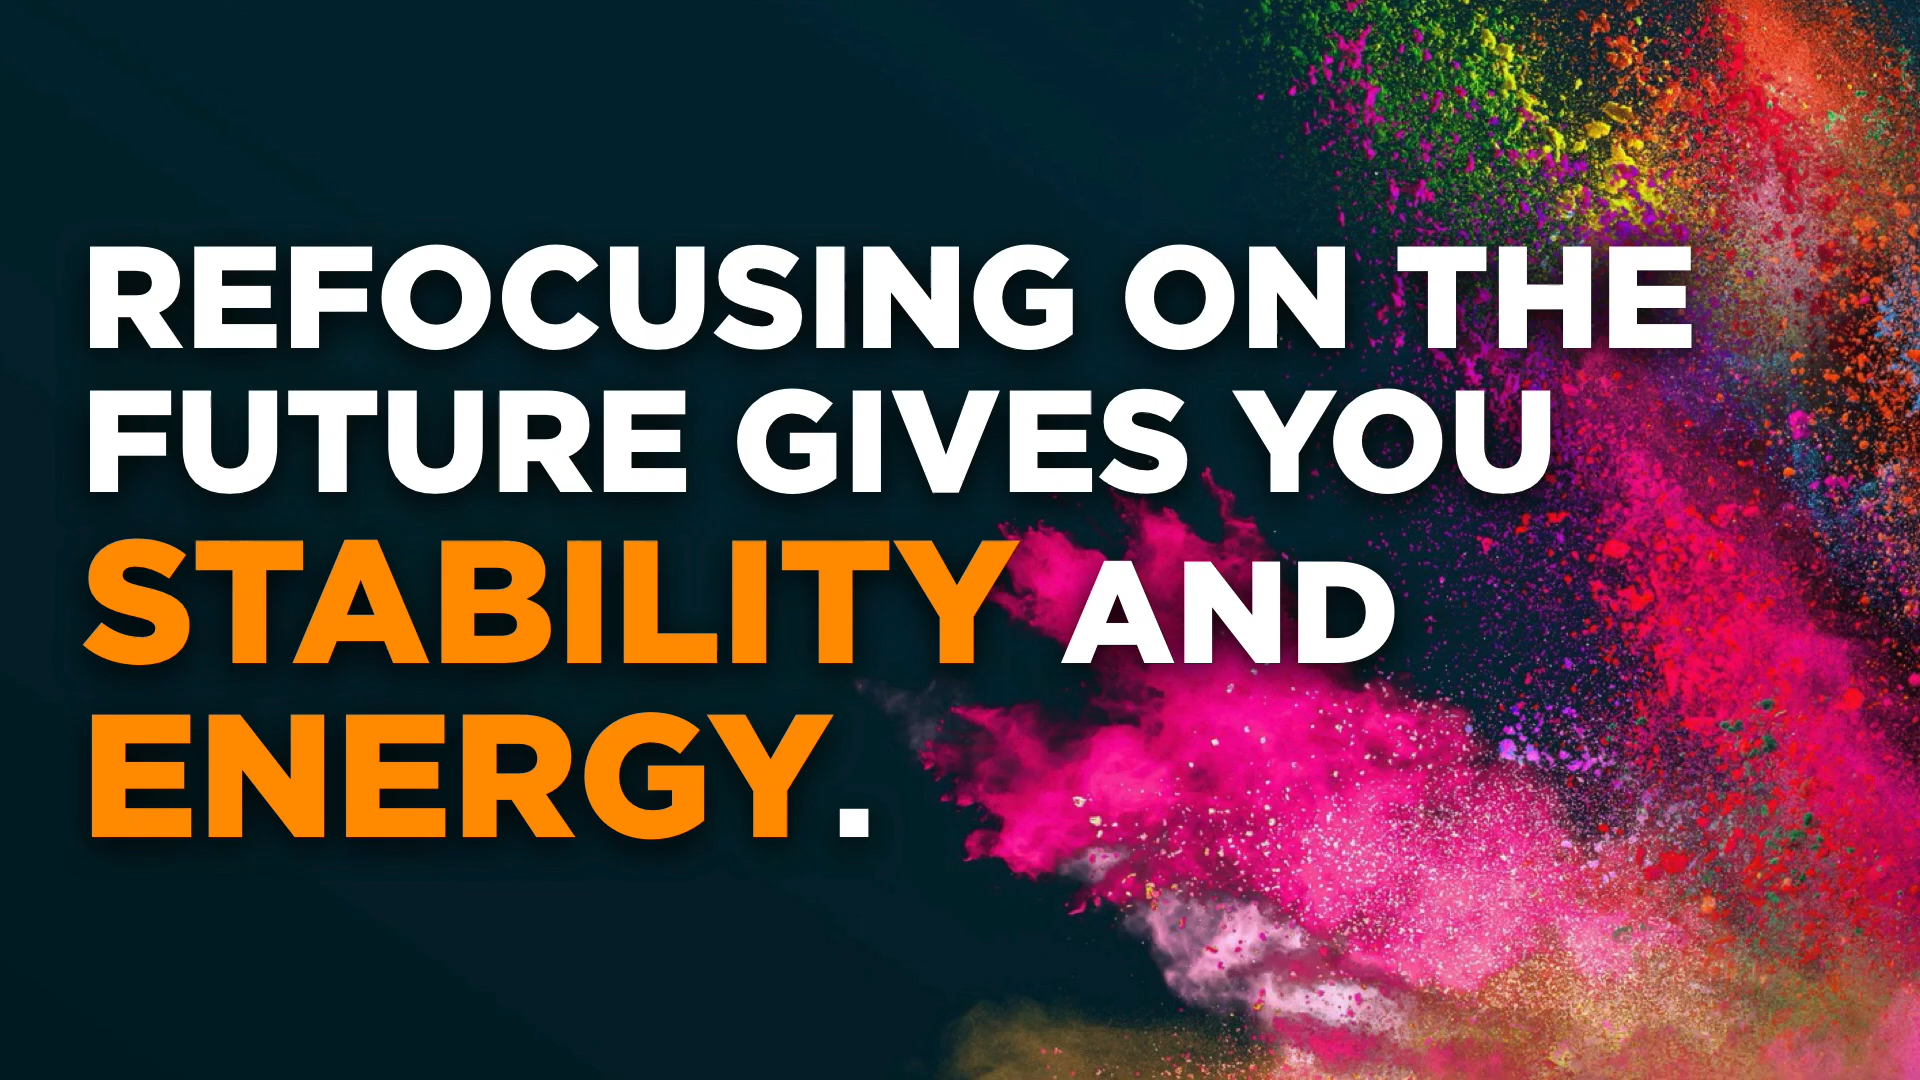 REFOCUSING ON THE
FUTURE GIVES YOU
STABILITY AND
ENERGY.